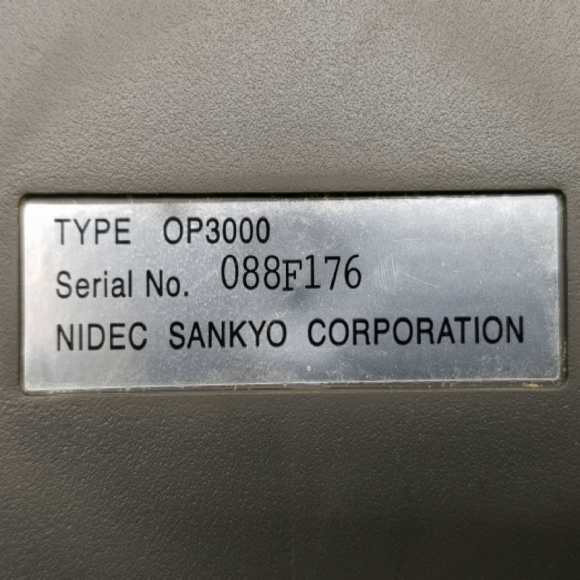 TYPE OP3000
Serial No. 088F176
NIDEC SANKYO CORPORATION